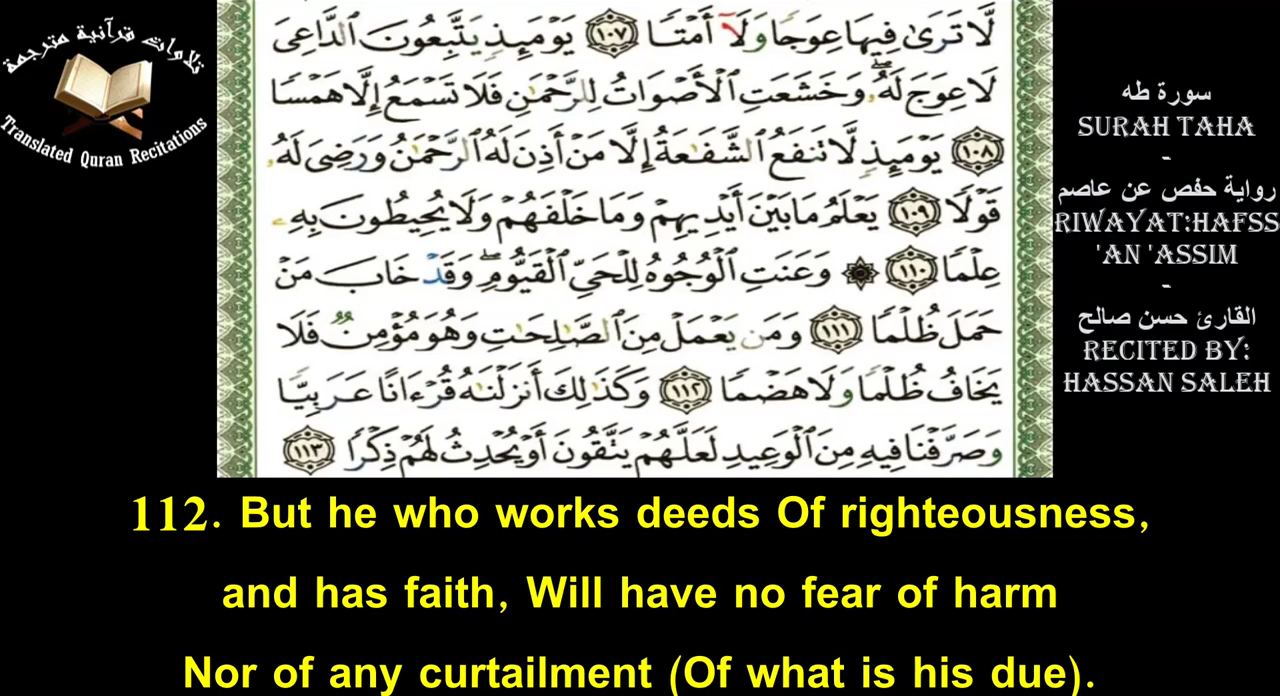 تلاوات قرآنية مترجمة
Translated Quran Recitations
لَّا تَرَىٰ فِيهَا عِوَجًا وَلَآ أَمْتًا ۝١٠٧ يَوْمَئِذٍ يَتَّبِعُونَ ٱلدَّاعِىَ
لَا عِوَجَ لَهُۥ ۖ وَخَشَعَتِ ٱلْأَصْوَاتُ لِلرَّحْمَـٰنِ فَلَا تَسْمَعُ إِلَّا هَمْسًا
۝١٠٨ يَوْمَئِذٍ لَّا تَنفَعُ ٱلشَّفَـٰعَةُ إِلَّا مَنْ أَذِنَ لَهُ ٱلرَّحْمَـٰنُ وَرَضِىَ لَهُۥ
قَوْلًا ۝١٠٩ يَعْلَمُ مَا بَيْنَ أَيْدِيهِمْ وَمَا خَلْفَهُمْ وَلَا يُحِيطُونَ بِهِۦ
عِلْمًا ۝١١٠ ۞ وَعَنَتِ ٱلْوُجُوهُ لِلْحَىِّ ٱلْقَيُّومِ ۖ وَقَدْ خَابَ مَنْ
حَمَلَ ظُلْمًا ۝١١١ وَمَن يَعْمَلْ مِنَ ٱلصَّـٰلِحَـٰتِ وَهُوَ مُؤْمِنٌ فَلَا
يَخَافُ ظُلْمًا وَلَا هَضْمًا ۝١١٢ وَكَذَٰلِكَ أَنزَلْنَـٰهُ قُرْءَانًا عَرَبِيًّا
وَصَرَّفْنَا فِيهِ مِنَ ٱلْوَعِيدِ لَعَلَّهُمْ يَتَّقُونَ أَوْ يُحْدِثُ لَهُمْ ذِكْرًا ۝١١٣
سورة طه
SURAH TAHA
-
رواية حفص عن عاصم
RIWAYAT:HAFSS
'AN 'ASSIM
-
القارئ حسن صالح
RECITED BY:
HASSAN SALEH
112. But he who works deeds Of righteousness,
and has faith, Will have no fear of harm
Nor of any curtailment (Of what is his due).